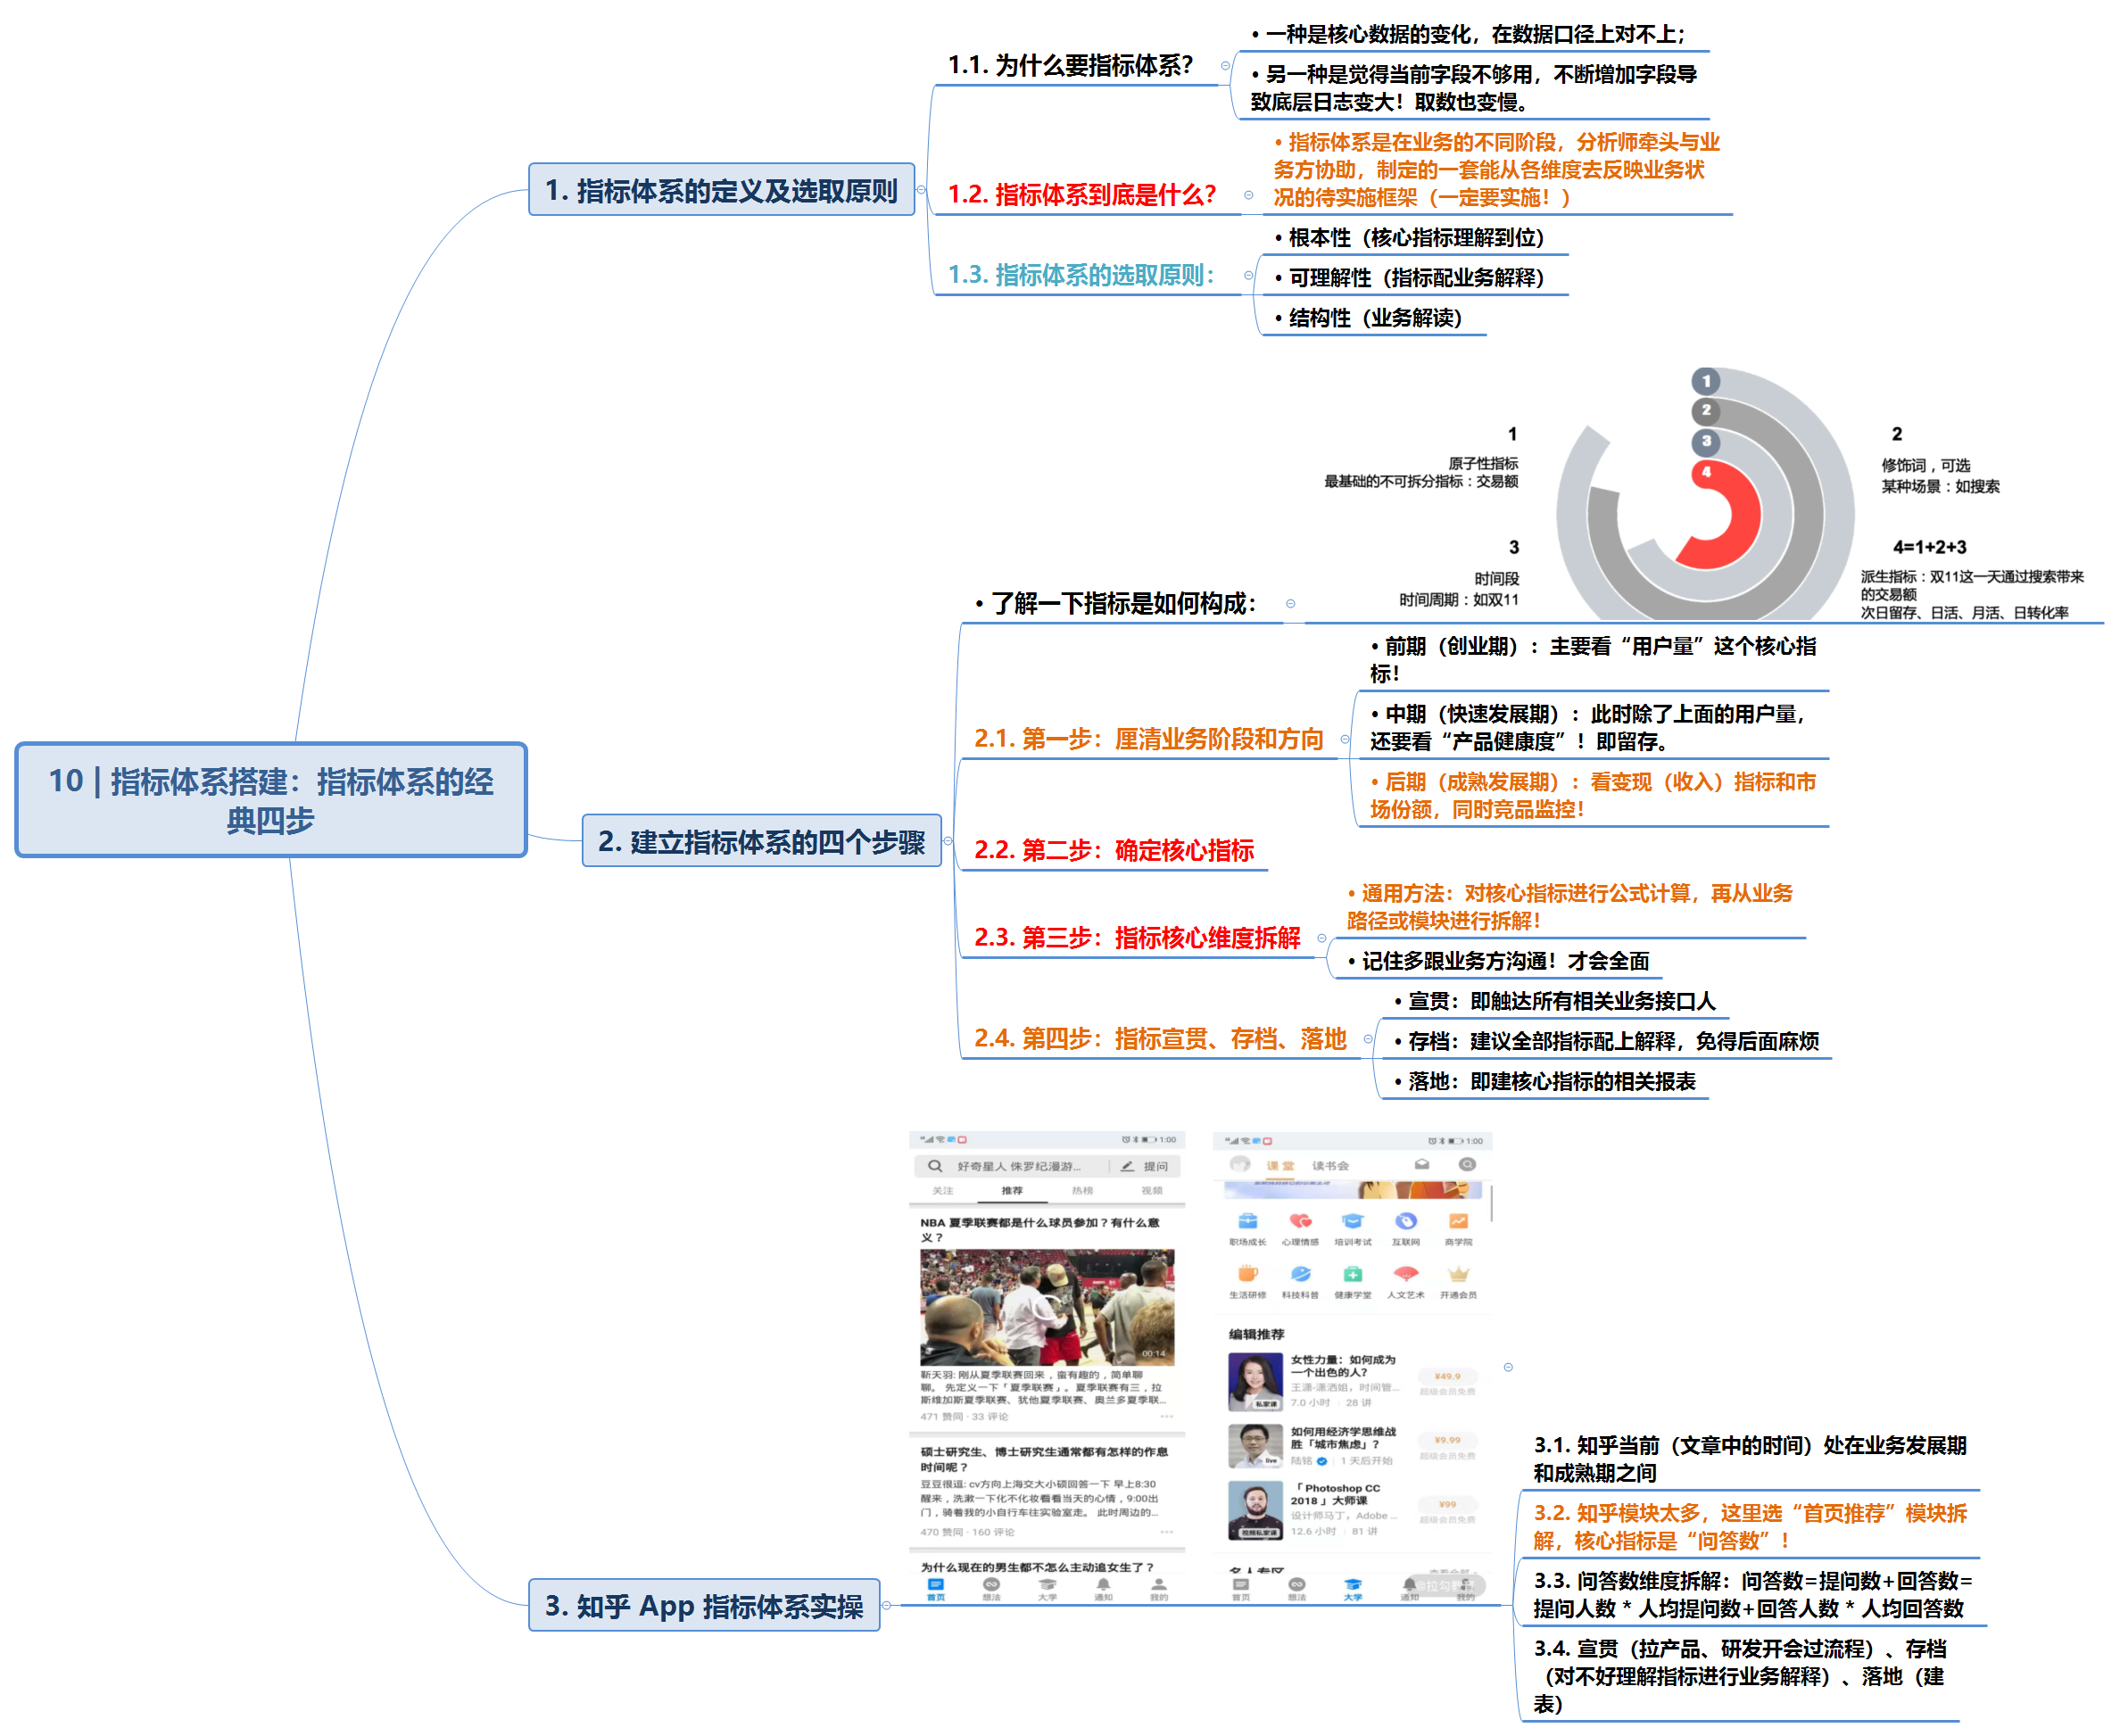 10 | 指标体系搭建：指标体系的经
典四步
1. 指标体系的定义及选取原则
1.1. 为什么要指标体系？
• 一种是核心数据的变化，在数据口径上对不上；
• 另一种是觉得当前字段不够用，不断增加字段导
致底层日志变大！取数也变慢。
1.2. 指标体系到底是什么？
• 指标体系是在业务的不同阶段，分析师牵头与业
务方协助，制定的一套能从各维度去反映业务状
况的待实施框架（一定要实施！）
1.3. 指标体系的选取原则：
• 根本性（核心指标理解到位）
• 可理解性（指标配业务解释）
• 结构性（业务解读）
2. 建立指标体系的四个步骤
• 了解一下指标是如何构成：
1
原子性指标
最基础的不可拆分指标：交易额
2
修饰词，可选
某种场景：如搜索
3
时间段
时间周期：如双11
4=1+2+3
派生指标：双11这一天通过搜索带来
的交易额
次日留存、日活、月活、日转化率
1
2
3
4
2.1. 第一步：厘清业务阶段和方向
• 前期（创业期）：主要看“用户量”这个核心指
标！
• 中期（快速发展期）：此时除了上面的用户量，
还要看“产品健康度”！即留存。
• 后期（成熟发展期）：看变现（收入）指标和市
场份额，同时竞品监控！
2.2. 第二步：确定核心指标
2.3. 第三步：指标核心维度拆解
• 通用方法：对核心指标进行公式计算，再从业务
路径或模块进行拆解！
• 记住多跟业务方沟通！才会全面
2.4. 第四步：指标宣贯、存档、落地
• 宣贯：即触达所有相关业务接口人
• 存档：建议全部指标配上解释，免得后面麻烦
• 落地：即建核心指标的相关报表
3. 知乎 App 指标体系实操
1:00
好奇星人 侏罗纪漫游...
提问
关注 推荐 热榜 视频
NBA 夏季联赛都是什么球员参加？有什么意
义？
00:14
靳天羽: 刚从夏季联赛回来，蛮有趣的，简单聊
聊。 先定义一下「夏季联赛」。夏季联赛有三，拉
斯维加斯夏季联赛、犹他夏季联赛、奥兰多夏季联...
471 赞同 · 33 评论
硕士研究生、博士研究生通常都有怎样的作息
时间呢？
豆豆很逗: cv方向上海交大小硕回答一下 早上8:30
醒来，洗漱一下化不化妆看看当天的心情，9:00出
门，骑着我的小自行车往实验室走。 此时周边的...
470 赞同 · 160 评论
为什么现在的男生都不怎么主动追女生了？
首页 想法 大学 通知 我的
1:00
课堂 读书会
职场成长 心理情感 培训考试 互联网 商学院
生活研修 科技科普 健康学堂 人文艺术 开通会员
编辑推荐
女性力量：如何成为
一个出色的人？
王潇-潇洒姐，时间管...
7.0 小时 | 28 讲
私家课
¥49.9
超级会员免费
如何用经济学思维战
胜「城市焦虑」？
陆铭 | 1 天后开始
live
¥9.99
超级会员免费
「 Photoshop CC
2018 」大师课
设计师马丁，Adobe ...
12.6 小时 | 81 讲
视频私家课
¥99
超级会员免费
名人专区
查看全部
首页 想法 大学 通知 我的
@拉勾教育
3.1. 知乎当前（文章中的时间）处在业务发展期
和成熟期之间
3.2. 知乎模块太多，这里选“首页推荐”模块拆
解，核心指标是“问答数”！
3.3. 问答数维度拆解：问答数=提问数+回答数=
提问人数 * 人均提问数+回答人数 * 人均回答数
3.4. 宣贯（拉产品、研发开会过流程）、存档
（对不好理解指标进行业务解释）、落地（建
表）